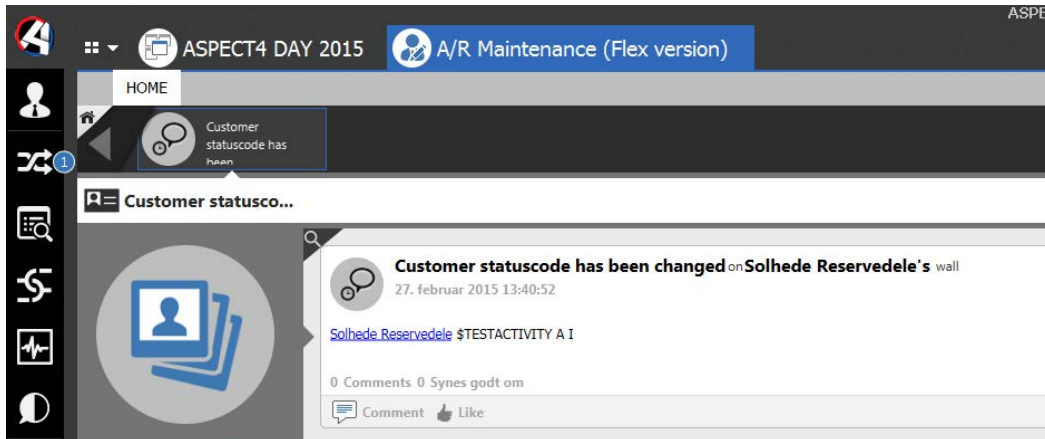 ASPE
4
ASPECT4 DAY 2015
A/R Maintenance (Flex version)
HOME
Customer
statuscode has
been
1
Customer statusco...
Customer statuscode has been changed on Solhede Reservedele's wall
27. februar 2015 13:40:52
Solhede Reservedele $TESTACTIVITY A I
0 Comments 0 Synes godt om
Comment Like